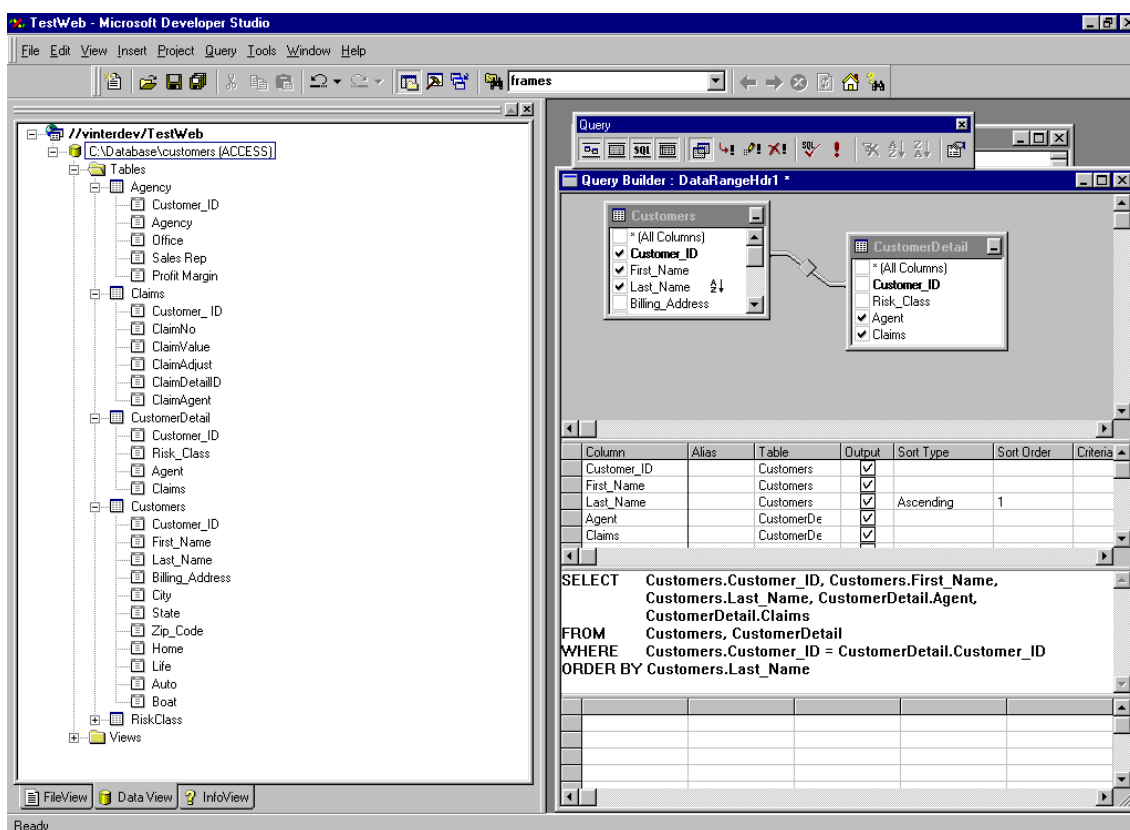 TestWeb - Microsoft Developer Studio
File Edit View Insert Project Query Tools Window Help
frames
//vinterdev/TestWeb
C:\Database\customers (ACCESS)
Tables
Agency
Customer_ID
Agency
Office
Sales Rep
Profit Margin
Claims
Customer_ ID
ClaimNo
ClaimValue
ClaimAdjust
ClaimDetailID
ClaimAgent
CustomerDetail
Customer_ID
Risk_Class
Agent
Claims
Customers
Customer_ID
First_Name
Last_Name
Billing_Address
City
State
Zip_Code
Home
Life
Auto
Boat
RiskClass
Views
FileView Data View InfoView
Query
SQL SQL
Query Builder : DataRangeHdr1 *
Customers
* (All Columns)
Customer_ID
First_Name
Last_Name
Billing_Address
CustomerDetail
* (All Columns)
Customer_ID
Risk_Class
Agent
Claims
Column Alias Table Output Sort Type Sort Order Criteria
Customer_ID Customers
First_Name Customers
Last_Name Customers Ascending 1
Agent CustomerDe
Claims CustomerDe
SELECT Customers.Customer_ID, Customers.First_Name,
Customers.Last_Name, CustomerDetail.Agent,
CustomerDetail.Claims
FROM Customers, CustomerDetail
WHERE Customers.Customer_ID = CustomerDetail.Customer_ID
ORDER BY Customers.Last_Name
Ready